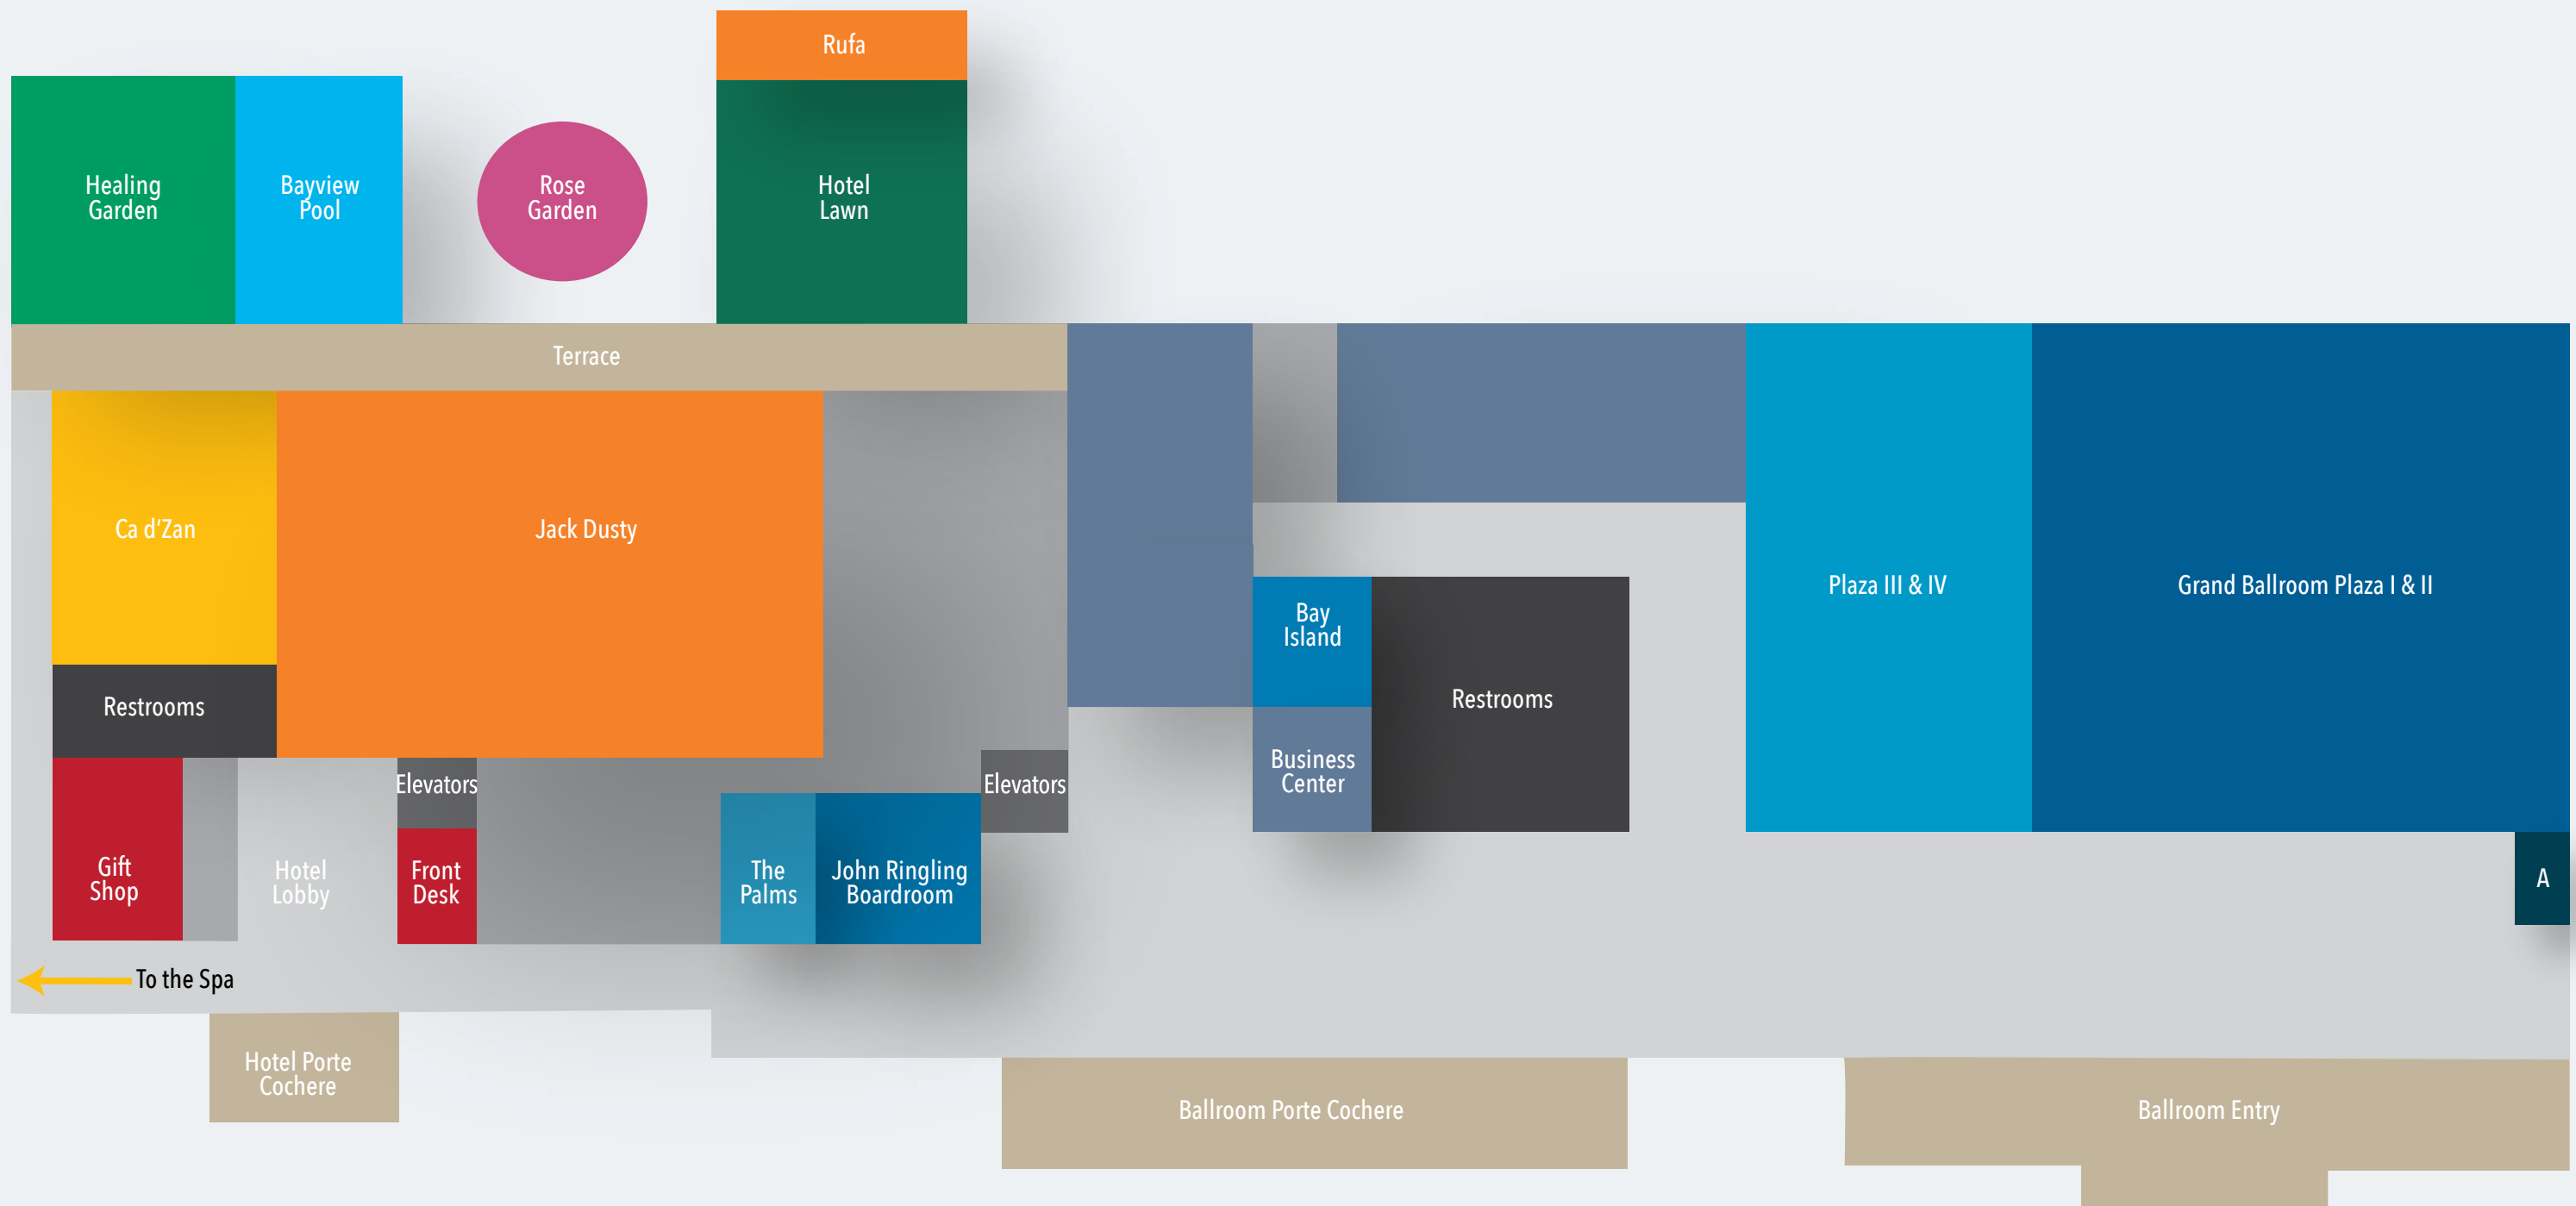 Rufa
Healing
Garden
Bayview
Pool
Rose
Garden
Hotel
Lawn
Terrace
Ca d‘Zan
Jack Dusty
Bay
Island
Plaza III & IV
Grand Ballroom Plaza I & II
Restrooms
Restrooms
Business
Center
Elevators
Elevators
Gift
Shop
Hotel
Lobby
Front
Desk
The
Palms
John Ringling
Boardroom
A
To the Spa
Hotel Porte
Cochere
Ballroom Porte Cochere
Ballroom Entry